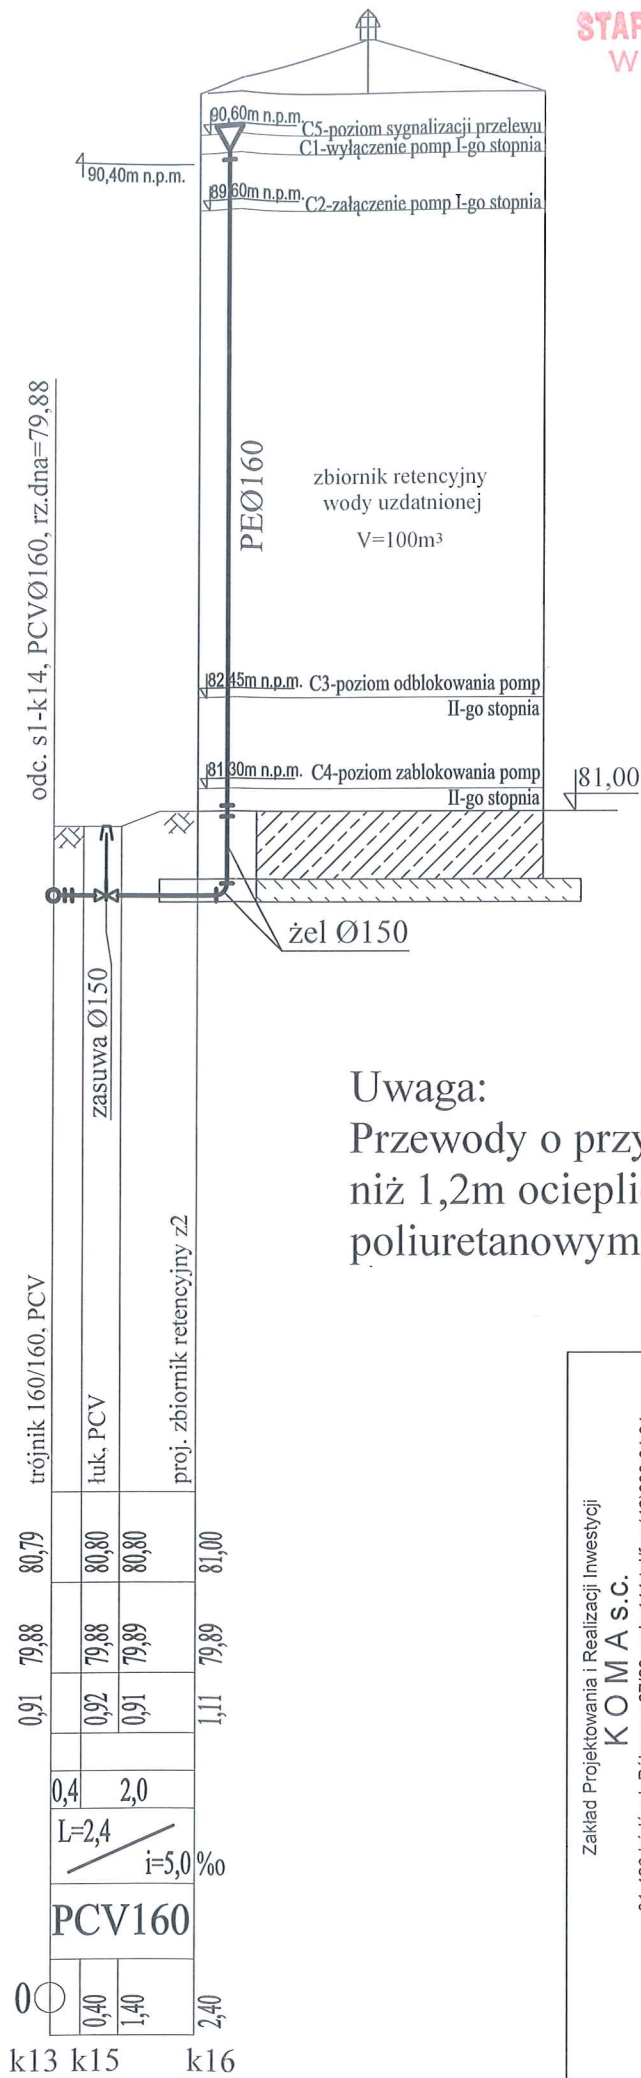 STAR
W
90,60m n.p.m.
C5-poziom sygnalizacji przelewu
C1-wyłączenie pomp I-go stopnia
90,40m n.p.m.
89,60m n.p.m.
C2-załączenie pomp I-go stopnia
odc. s1-k14, PCVØ160, rz.dna=79,88
PEØ160
zbiornik retencyjny
wody uzdatnionej
V=100m³
82,45m n.p.m. C3-poziom odblokowania pomp
II-go stopnia
81,30m n.p.m. C4-poziom zablokowania pomp
II-go stopnia
81,00
żel Ø150
zasuwa Ø150
Uwaga:
Przewody o przy
niż 1,2m ociepli
poliuretanowym
trójnik 160/160, PCV
łuk, PCV
proj. zbiornik retencyjny z2
80,79 80,80 80,80 81,00
79,88 79,88 79,89 79,89
0,91 0,92 0,91 1,11
0,4 2,0
L=2,4
i=5,0 ‰
PCV160
0 0,40 1,40 2,40
k13 k15 k16
Zakład Projektowania i Realizacji Inwestycji
K O M A s.c.